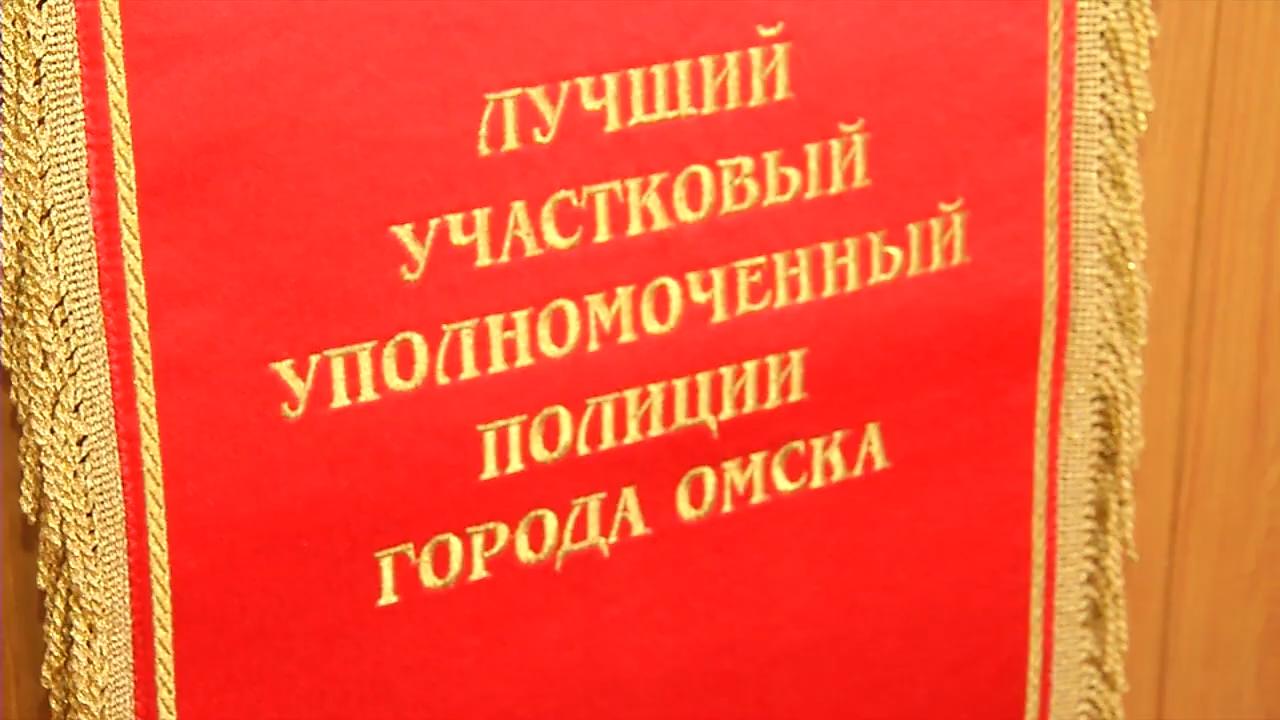 ЛУЧШИЙ
УЧАСТКОВЫЙ
УПОЛНОМОЧЕННЫЙ
ПОЛИЦИИ
ГОРОДА ОМСКА